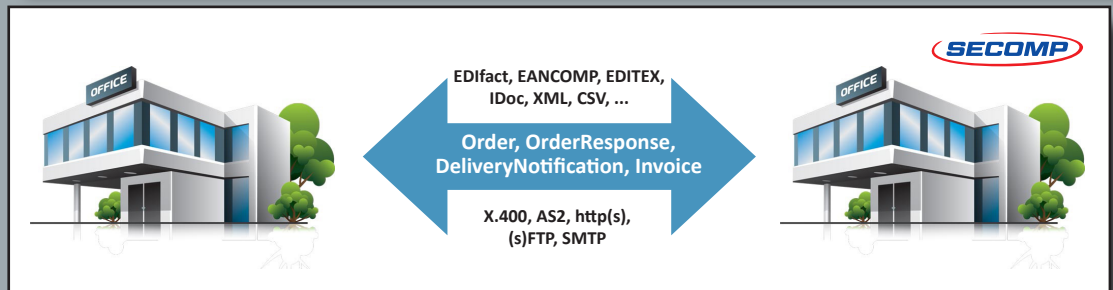 SECOMP
OFFICE
OFFICE
EDIfact, EANCOMP, EDITEX,
IDoc, XML, CSV, ...
Order, OrderResponse,
DeliveryNotification, Invoice
X.400, AS2, http(s),
(s)FTP, SMTP